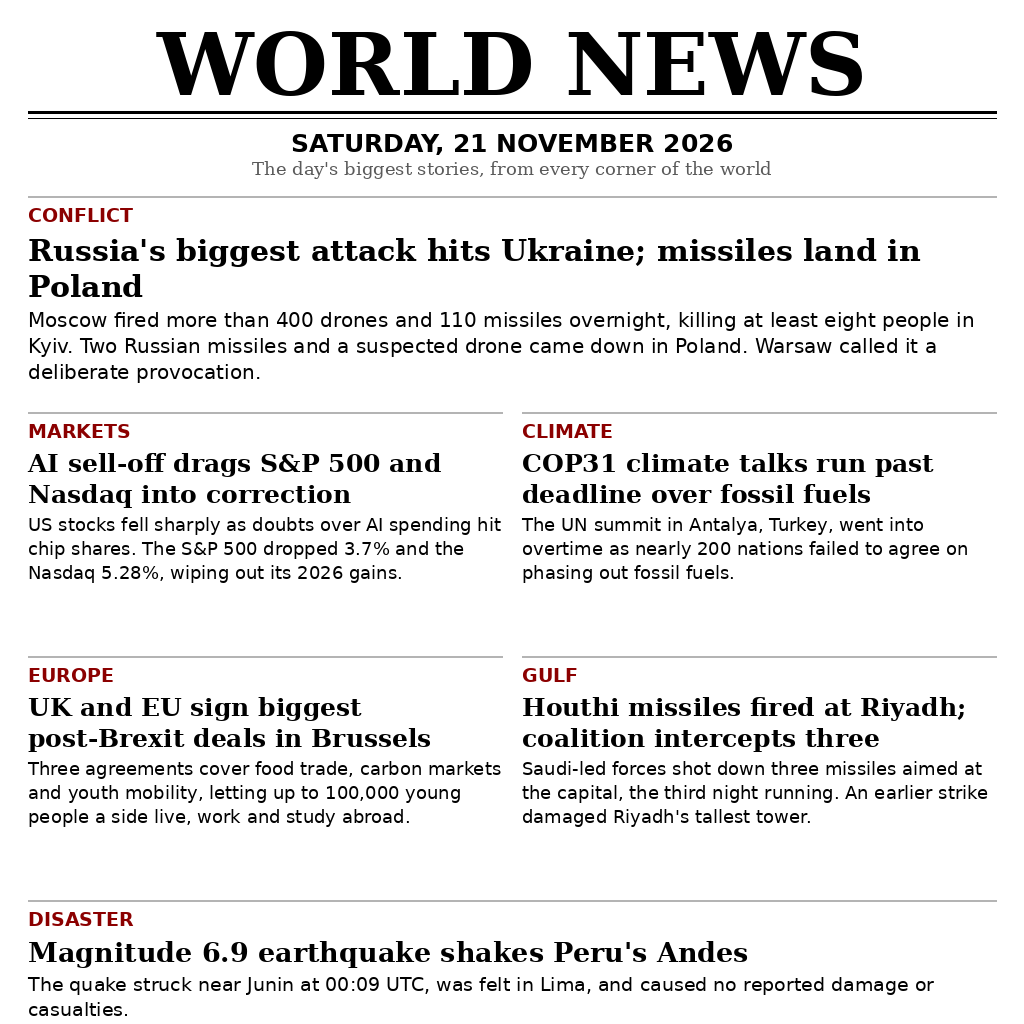 WORLD NEWS
SATURDAY, 21 NOVEMBER 2026
The day's biggest stories, from every corner of the world
CONFLICT
Russia's biggest attack hits Ukraine; missiles land in
Poland
Moscow fired more than 400 drones and 110 missiles overnight, killing at least eight people in
Kyiv. Two Russian missiles and a suspected drone came down in Poland. Warsaw called it a
deliberate provocation.
MARKETS
AI sell-off drags S&P 500 and
Nasdaq into correction
US stocks fell sharply as doubts over AI spending hit
chip shares. The S&P 500 dropped 3.7% and the
Nasdaq 5.28%, wiping out its 2026 gains.
CLIMATE
COP31 climate talks run past
deadline over fossil fuels
The UN summit in Antalya, Turkey, went into
overtime as nearly 200 nations failed to agree on
phasing out fossil fuels.
EUROPE
UK and EU sign biggest
post-Brexit deals in Brussels
Three agreements cover food trade, carbon markets
and youth mobility, letting up to 100,000 young
people a side live, work and study abroad.
GULF
Houthi missiles fired at Riyadh;
coalition intercepts three
Saudi-led forces shot down three missiles aimed at
the capital, the third night running. An earlier strike
damaged Riyadh's tallest tower.
DISASTER
Magnitude 6.9 earthquake shakes Peru's Andes
The quake struck near Junin at 00:09 UTC, was felt in Lima, and caused no reported damage or
casualties.